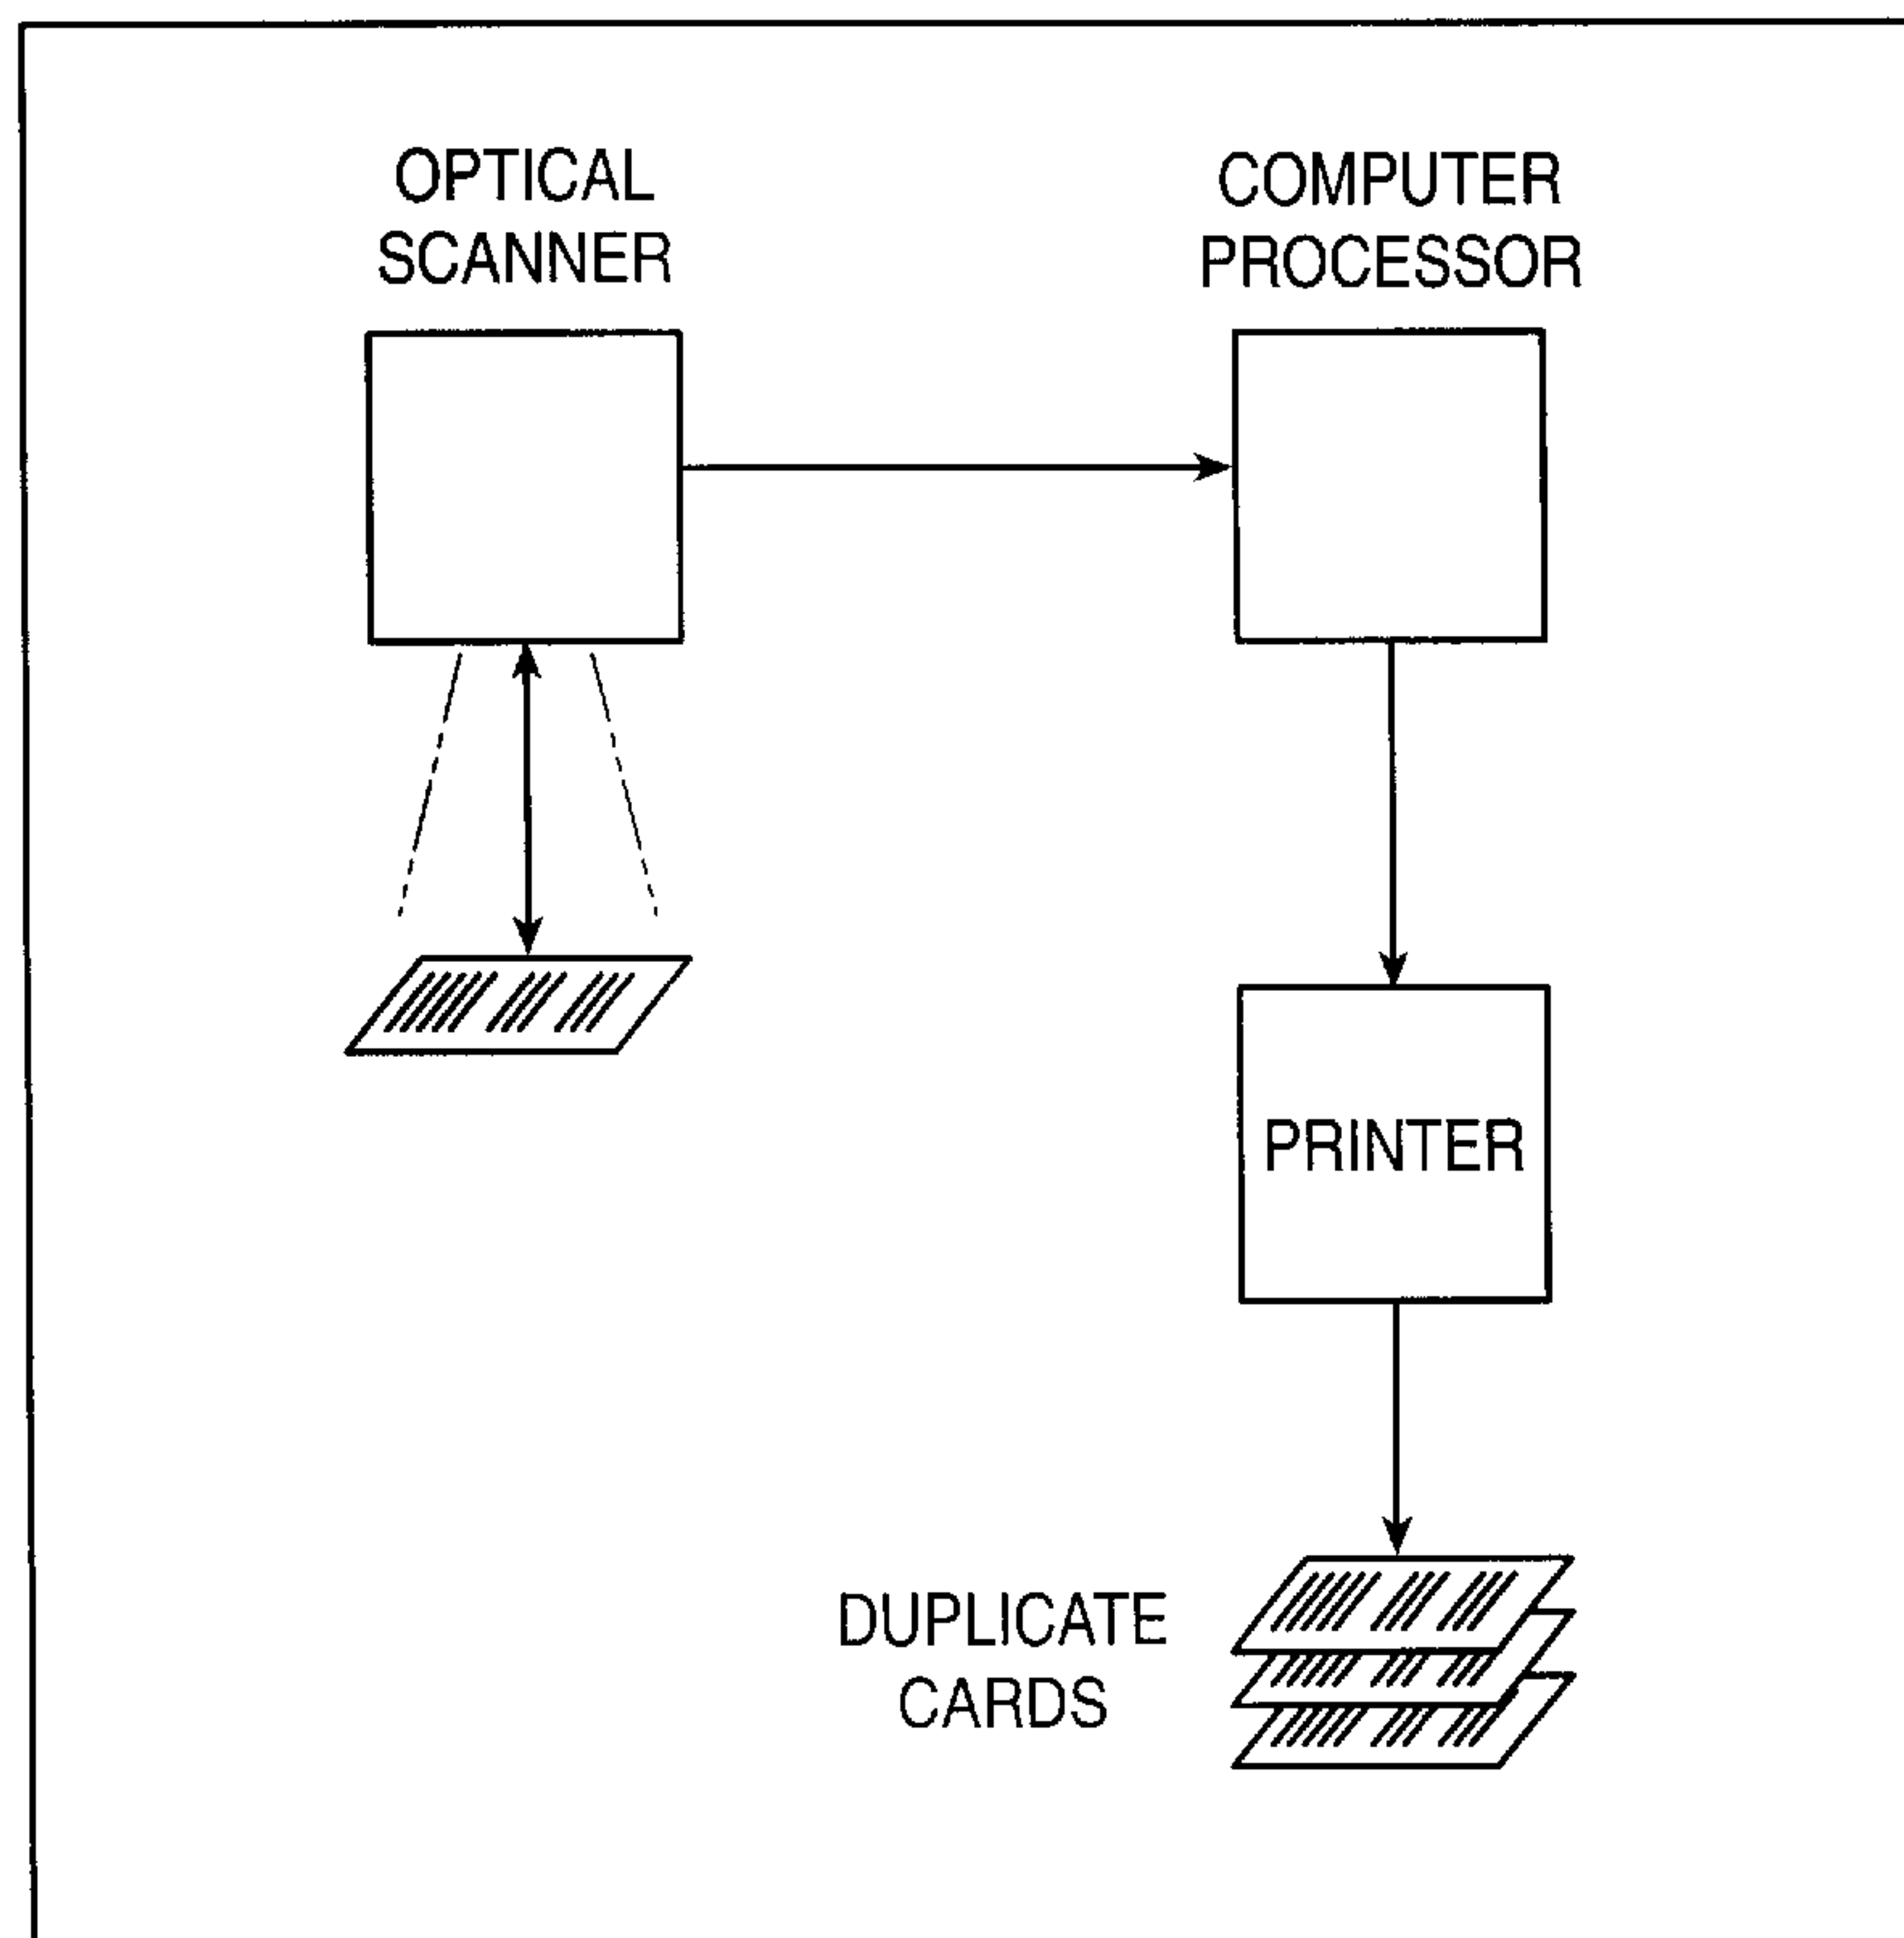 OPTICAL
SCANNER
COMPUTER
PROCESSOR
PRINTER
DUPLICATE
CARDS